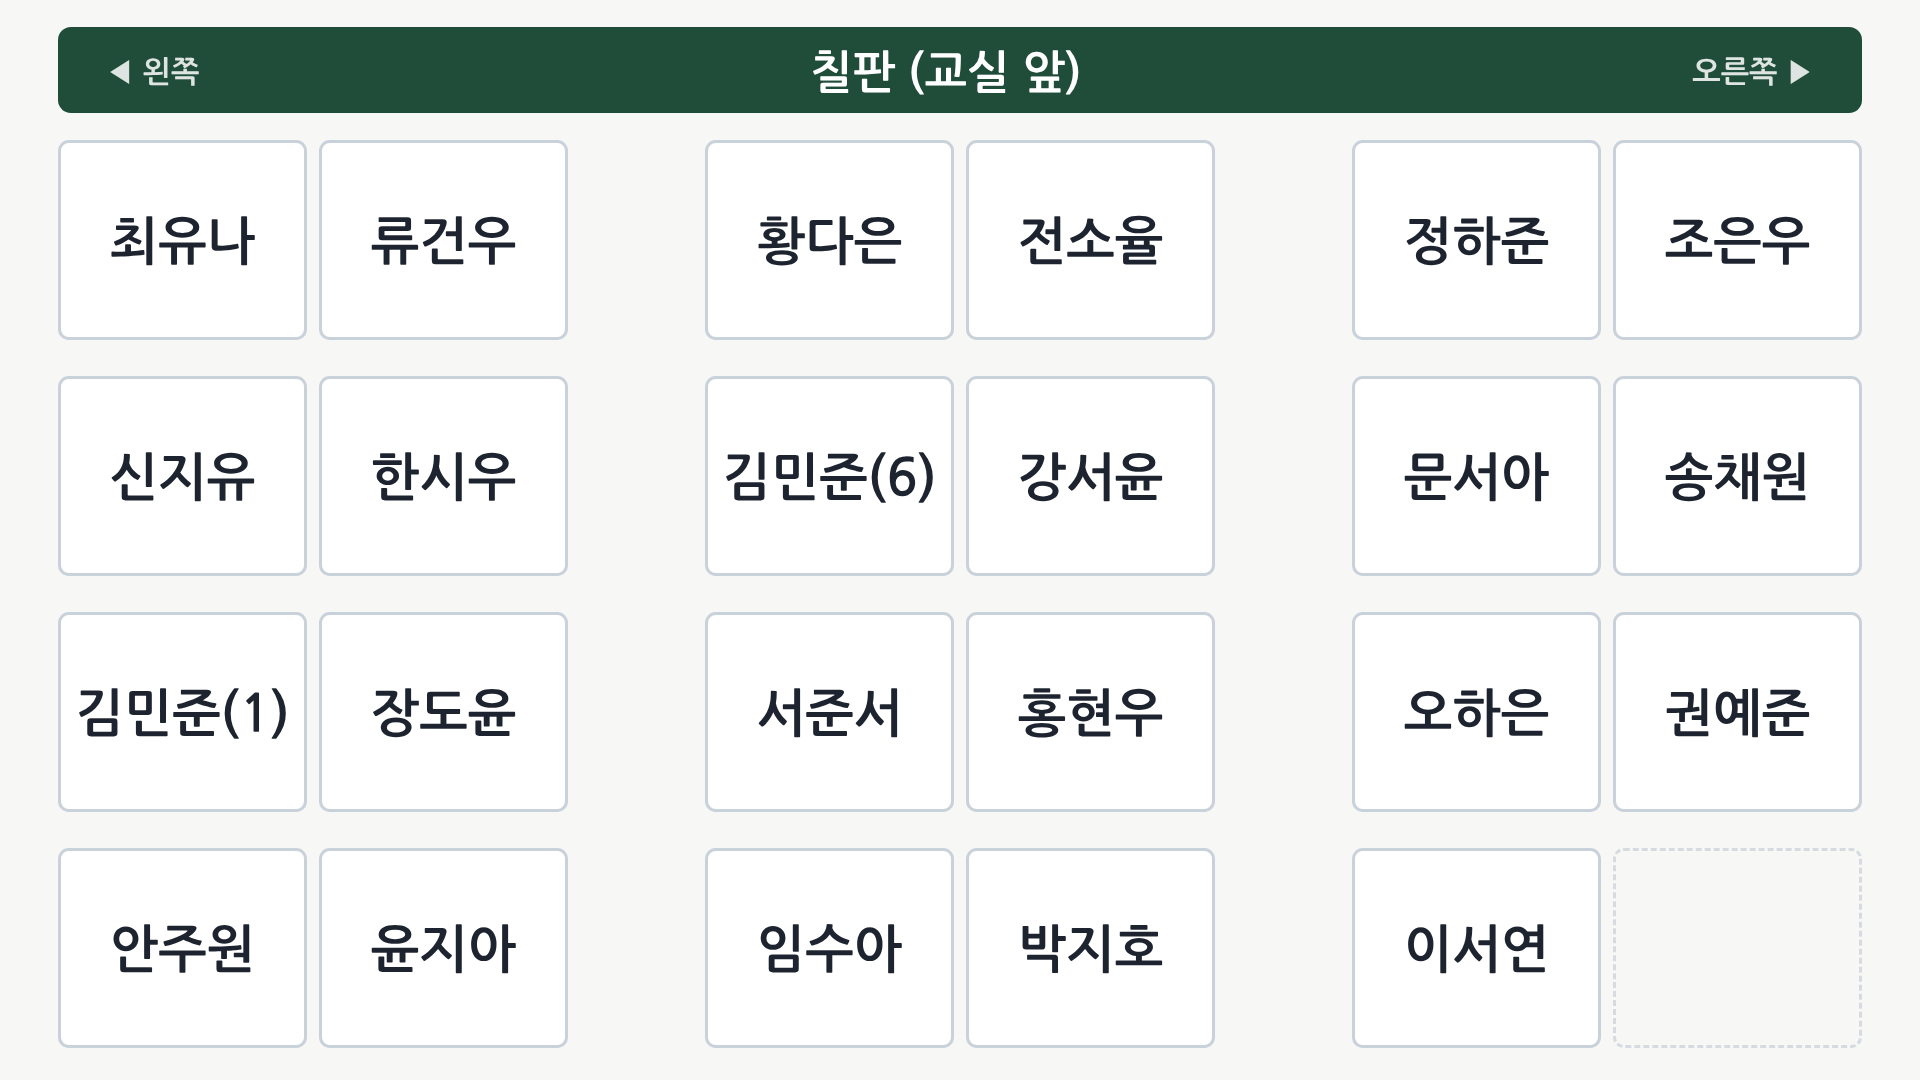 ◀ 왼쪽 칠판 (교실 앞) 오른쪽 ▶
최유나 류건우 황다은 전소율 정하준 조은우
신지유 한시우 김민준(6) 강서윤 문서아 송채원
김민준(1) 장도윤 서준서 홍현우 오하은 권예준
안주원 윤지아 임수아 박지호 이서연